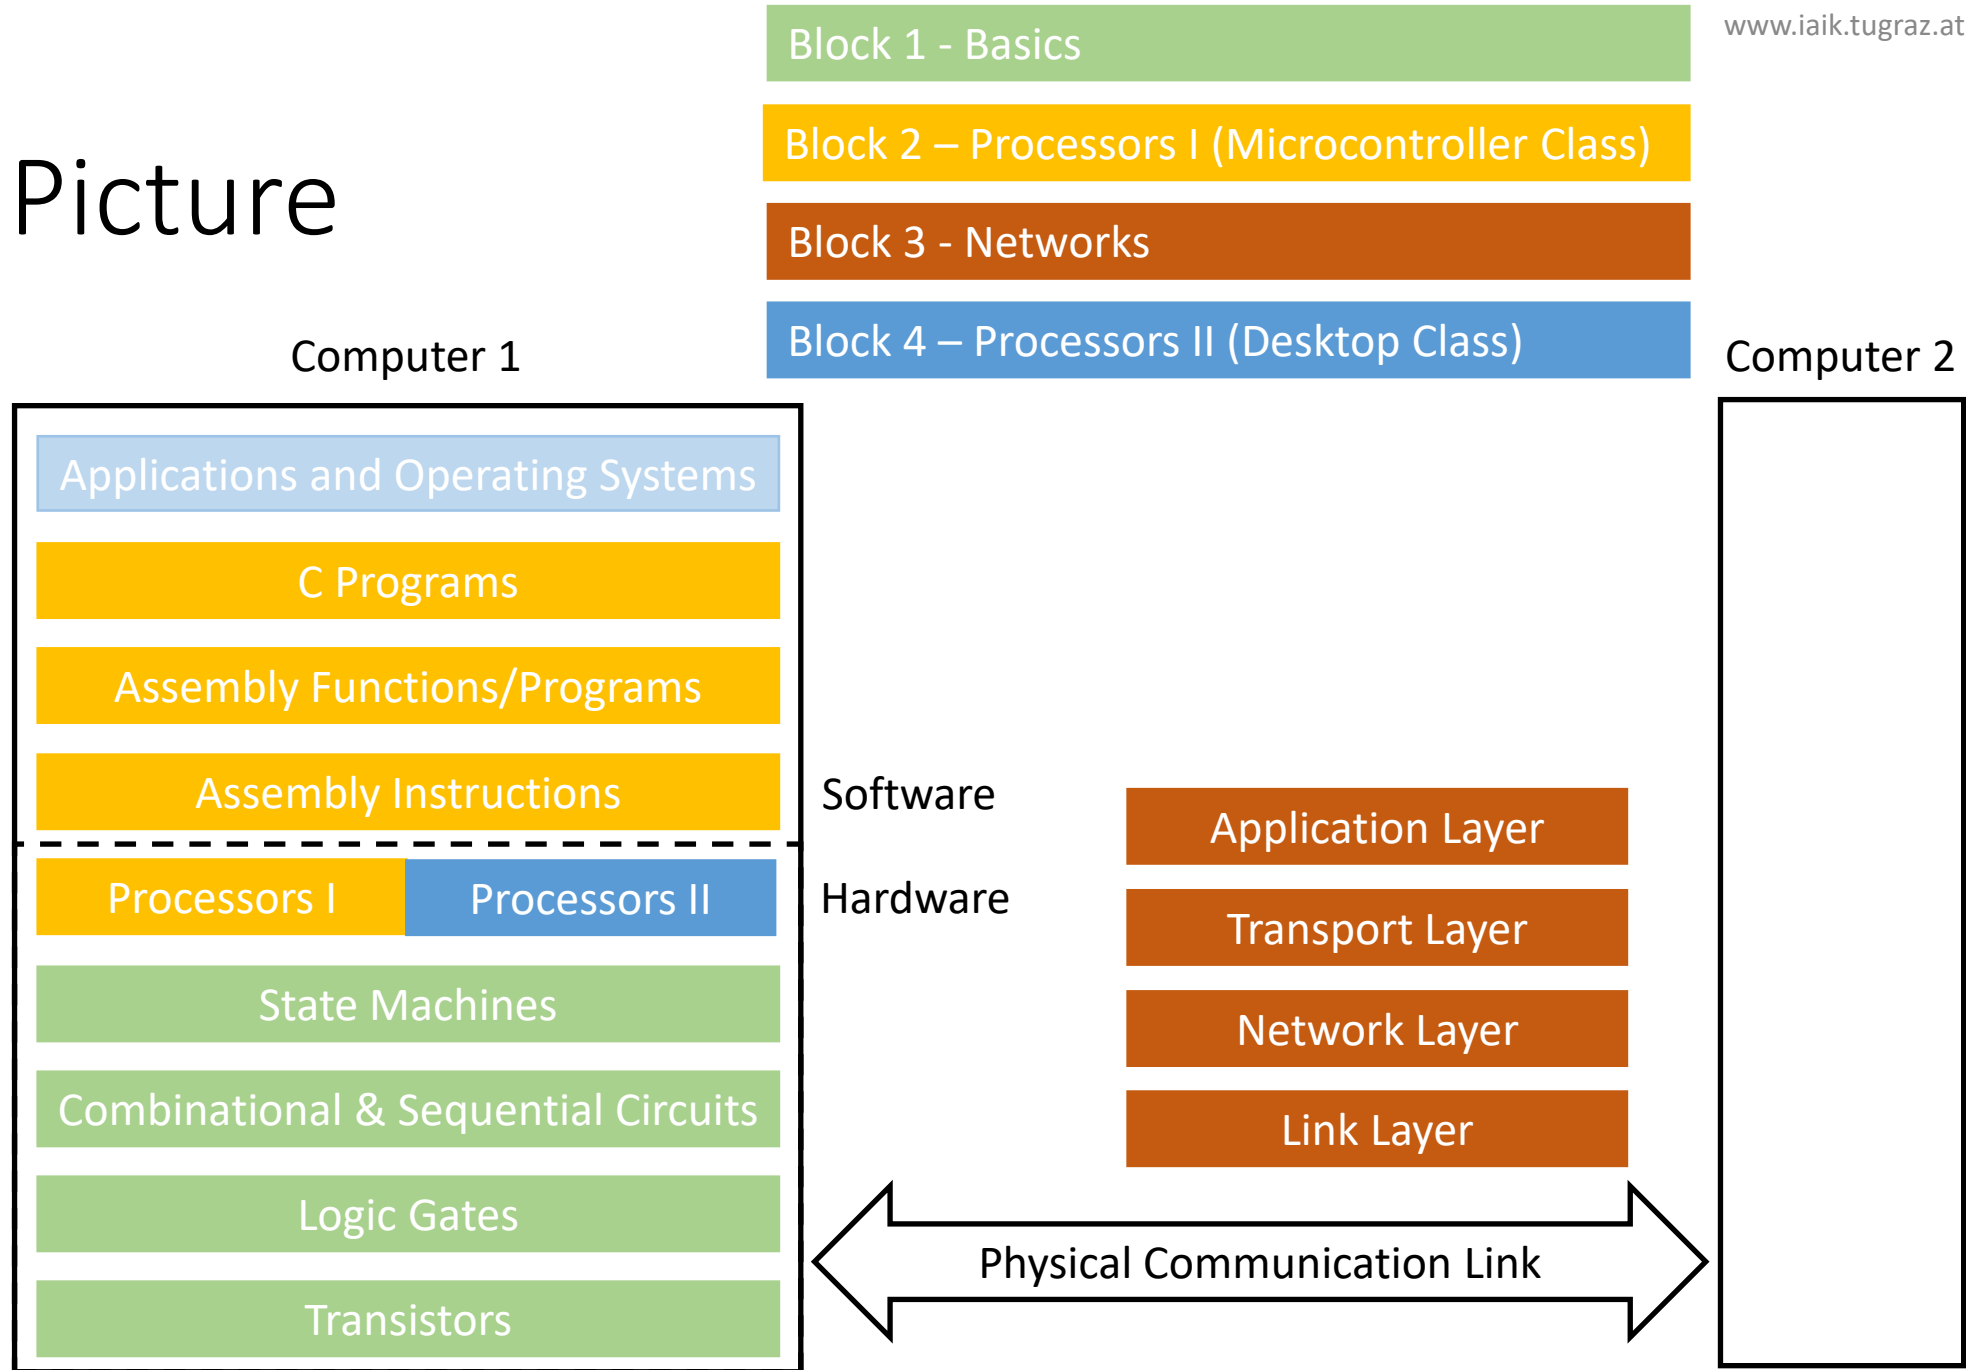 www.iaik.tugraz.at
Block 1 - Basics
Block 2 – Processors I (Microcontroller Class)
Picture
Block 3 - Networks
Block 4 – Processors II (Desktop Class)
Computer 1
Computer 2
Applications and Operating Systems
C Programs
Assembly Functions/Programs
Assembly Instructions
Software
Processors I
Processors II
Hardware
State Machines
Combinational & Sequential Circuits
Logic Gates
Transistors
Application Layer
Transport Layer
Network Layer
Link Layer
Physical Communication Link